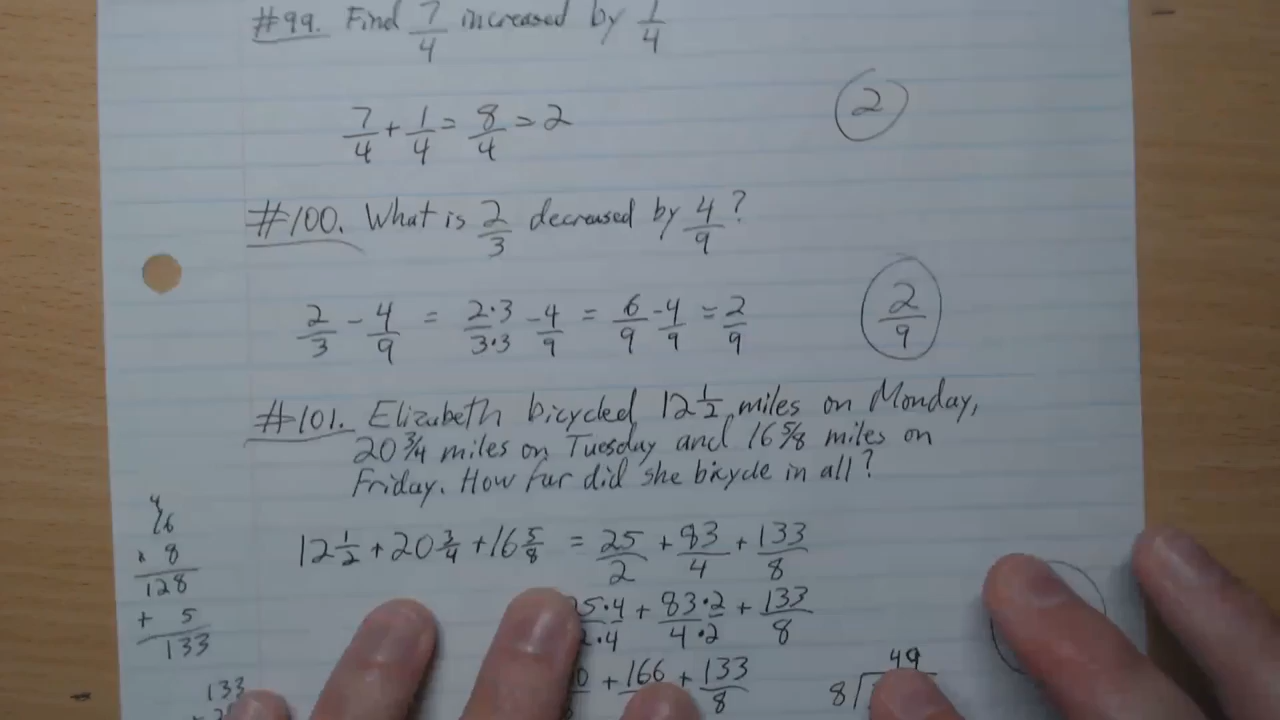 #99. Find 7/4 increased by 1/4
7/4 + 1/4 = 8/4 = 2
2
#100. What is 2/3 decreased by 4/9?
2/3 - 4/9 = 2·3/3·3 - 4/9 = 6/9 - 4/9 = 2/9
2/9
#101. Elizabeth bicycled 12 1/2 miles on Monday,
20 3/4 miles on Tuesday and 16 5/8 miles on
Friday. How far did she bicycle in all?
12 1/2 + 20 3/4 + 16 5/8 = 25/2 + 83/4 + 133/8
5·4/2·4 + 83·2/4·2 + 133/8
+ 166 + 133/8
4
16
× 8
128
+ 5
133
133
49
8